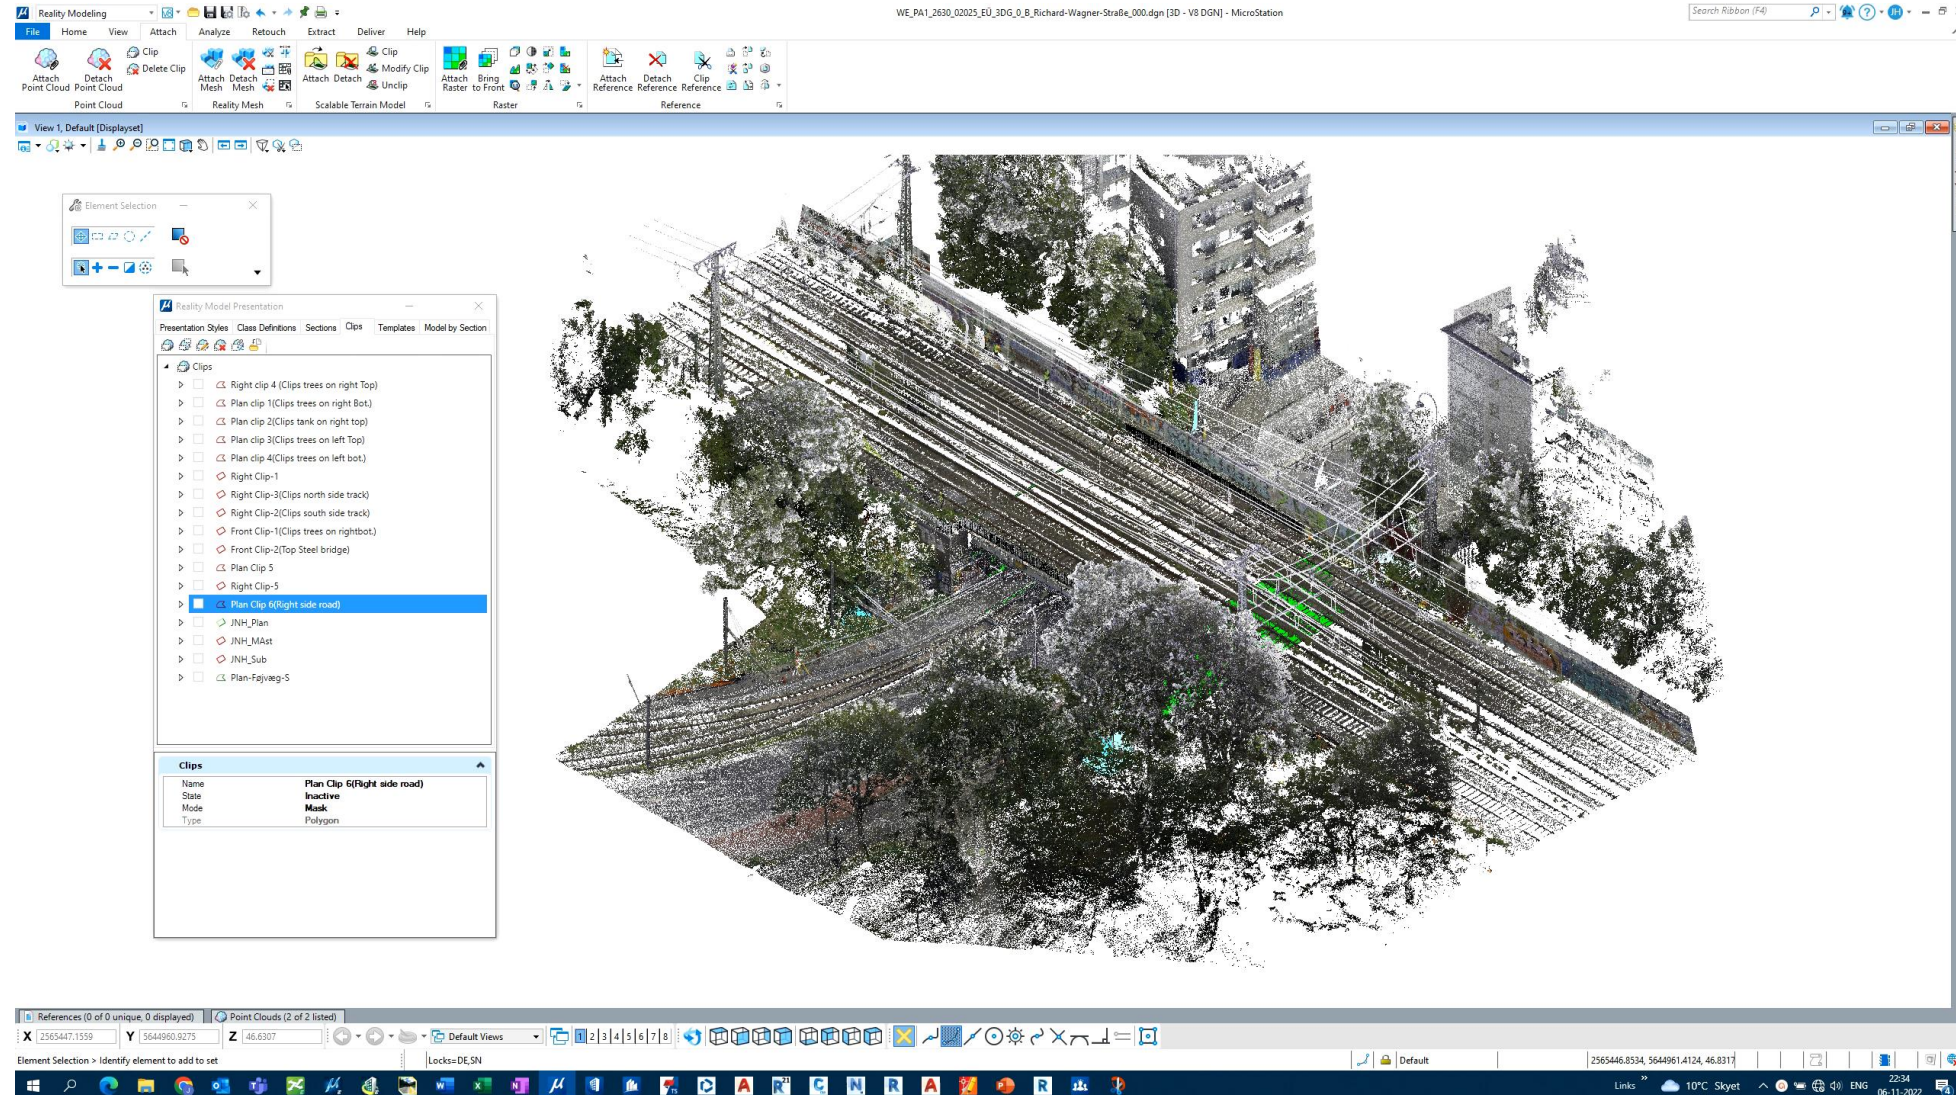 Reality Modeling
WE_PA1_2630_02025_EÜ_3DG_0_B_Richard-Wagner-Straße_000.dgn [3D - V8 DGN] - MicroStation
Search Ribbon (F4)
JH
File Home View Attach Analyze Retouch Extract Deliver Help
Attach Point Cloud
Detach Point Cloud
Clip
Delete Clip
Attach Mesh
Detach Mesh
Attach
Detach
Clip
Modify Clip
Unclip
Attach Raster
Bring to Front
Attach Reference
Detach Reference
Clip Reference
Point Cloud
Reality Mesh
Scalable Terrain Model
Raster
Reference
View 1, Default [Displayset]
Element Selection
Reality Model Presentation
Presentation Styles Class Definitions Sections Clips Templates Model by Section
Clips
Right clip 4 (Clips trees on right Top)
Plan clip 1(Clips trees on right Bot.)
Plan clip 2(Clips tank on right top)
Plan clip 3(Clips trees on left Top)
Plan clip 4(Clips trees on left bot.)
Right Clip-1
Right Clip-3(Clips north side track)
Right Clip-2(Clips south side track)
Front Clip-1(Clips trees on rightbot.)
Front Clip-2(Top Steel bridge)
Plan Clip 5
Right Clip-5
Plan Clip 6(Right side road)
JNH_Plan
JNH_MAst
JNH_Sub
Plan-Føjvæg-S
Clips
Name Plan Clip 6(Right side road)
State Inactive
Mode Mask
Type Polygon
References (0 of 0 unique, 0 displayed) Point Clouds (2 of 2 listed)
X 2565447.1559 Y 5644960.9275 Z 46.6307 Default Views 1 2 3 4 5 6 7 8
Element Selection > Identify element to add to set Locks=DE,SN Default 2565446.8534, 5644961.4124, 46.8317
Links 10°C Skyet ENG 22:34
06-11-2022